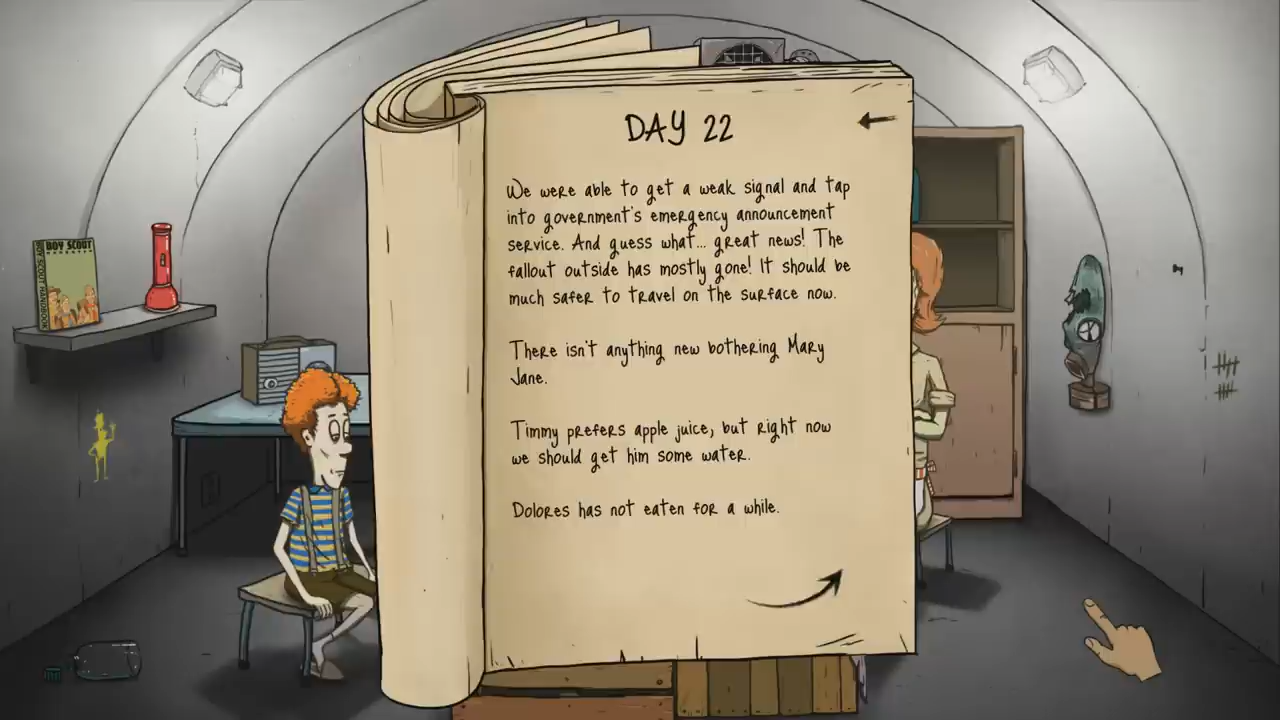 DAY 22
We were able to get a weak signal and tap
into government's emergency announcement
service. And guess what... great news! The
fallout outside has mostly gone! It should be
much safer to travel on the surface now.
There isn't anything new bothering Mary
Jane.
Timmy prefers apple juice, but right now
we should get him some water.
Dolores has not eaten for a while.
BOY SCOUT
BOY SCOUT HANDBOOK